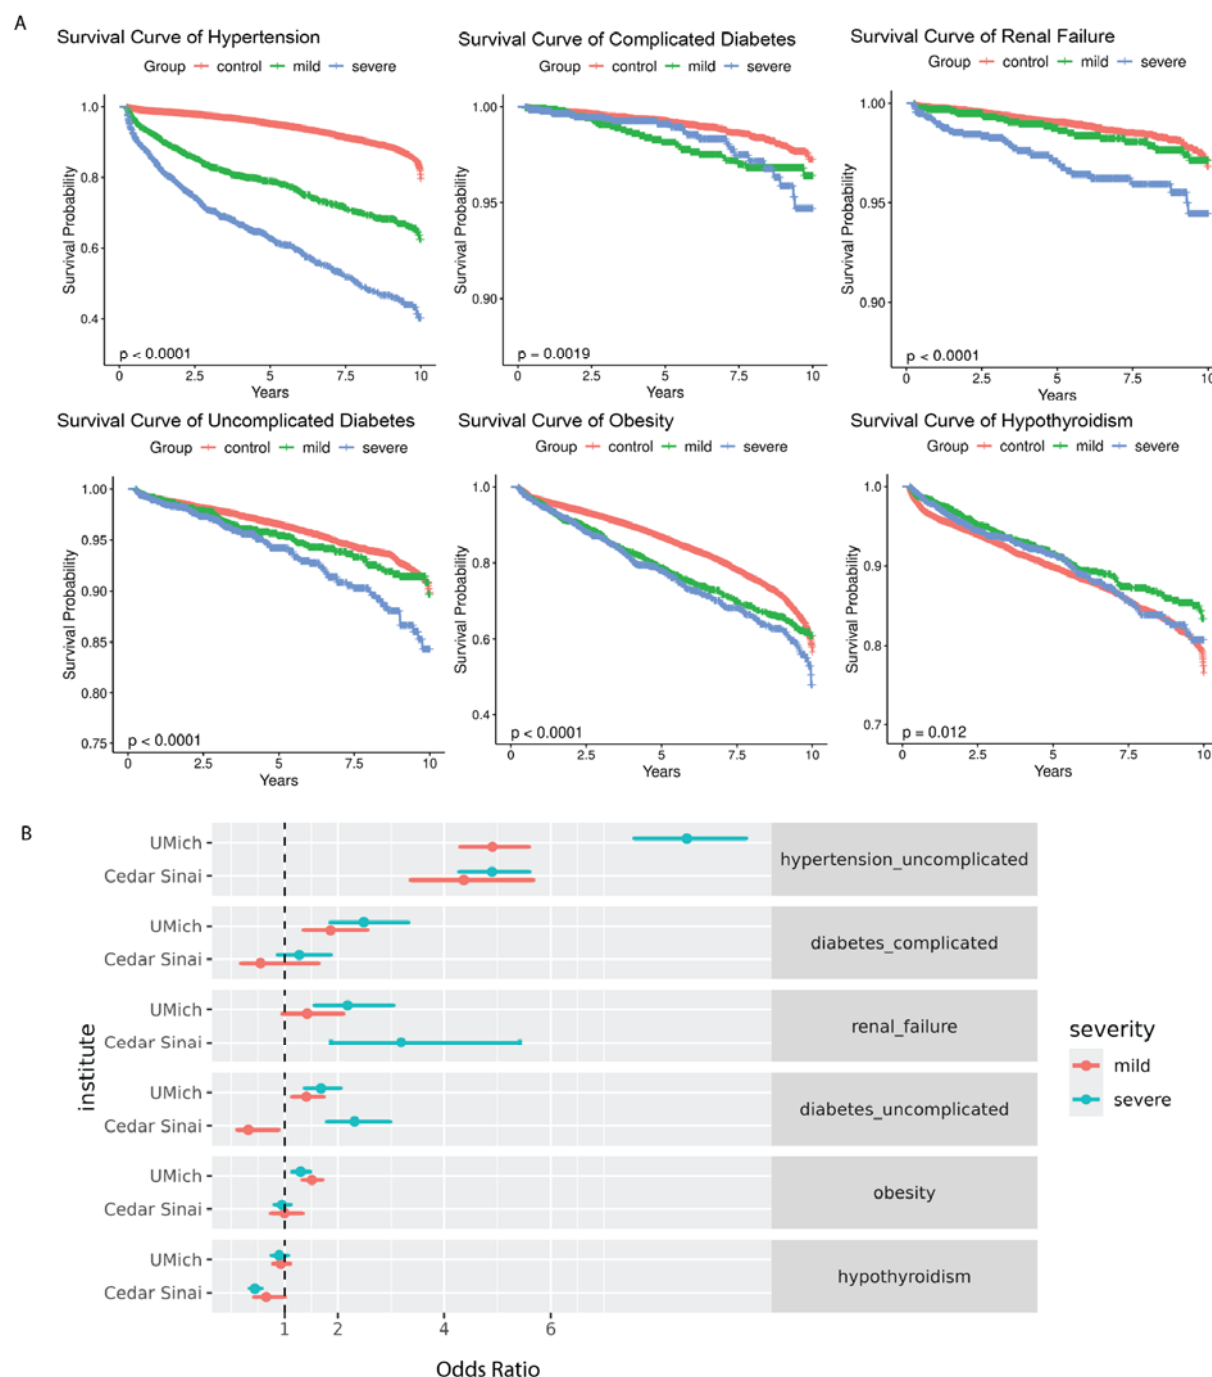 A
Survival Curve of Hypertension
Group control mild severe
Survival Probability
1.0
0.8
0.6
0.4
p < 0.0001
0 2.5 5 7.5 10
Years
Survival Curve of Complicated Diabetes
Group control mild severe
Survival Probability
1.00
0.95
0.90
p = 0.0019
0 2.5 5 7.5 10
Years
Survival Curve of Renal Failure
Group control mild severe
Survival Probability
1.00
0.95
0.90
p < 0.0001
0 2.5 5 7.5 10
Years
Survival Curve of Uncomplicated Diabetes
Group control mild severe
Survival Probability
1.00
0.95
0.90
0.85
0.80
0.75
p < 0.0001
0 2.5 5 7.5 10
Years
Survival Curve of Obesity
Group control mild severe
Survival Probability
1.0
0.8
0.6
0.4
p < 0.0001
0 2.5 5 7.5 10
Years
Survival Curve of Hypothyroidism
Group control mild severe
Survival Probability
1.0
0.9
0.8
0.7
p = 0.012
0 2.5 5 7.5 10
Years
B
institute
UMich
Cedar Sinai
hypertension_uncomplicated
UMich
Cedar Sinai
diabetes_complicated
UMich
Cedar Sinai
renal_failure
UMich
Cedar Sinai
diabetes_uncomplicated
UMich
Cedar Sinai
obesity
UMich
Cedar Sinai
hypothyroidism
1 2 4 6
Odds Ratio
severity
mild
severe